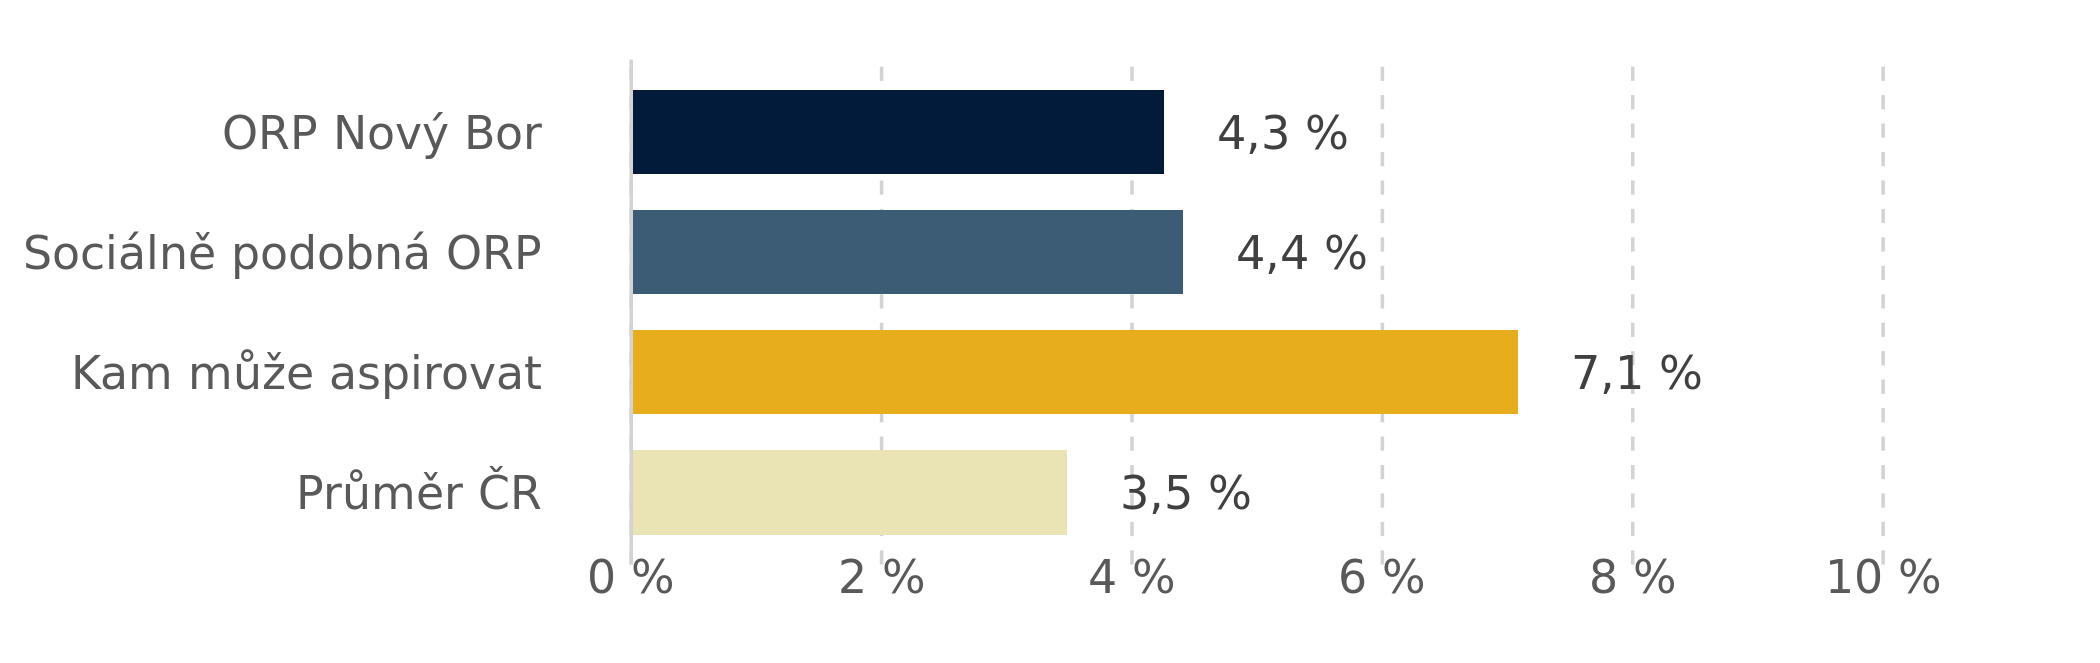 ORP Nový Bor 4,3 %
Sociálně podobná ORP 4,4 %
Kam může aspirovat 7,1 %
Průměr ČR 3,5 %
0 % 2 % 4 % 6 % 8 % 10 %